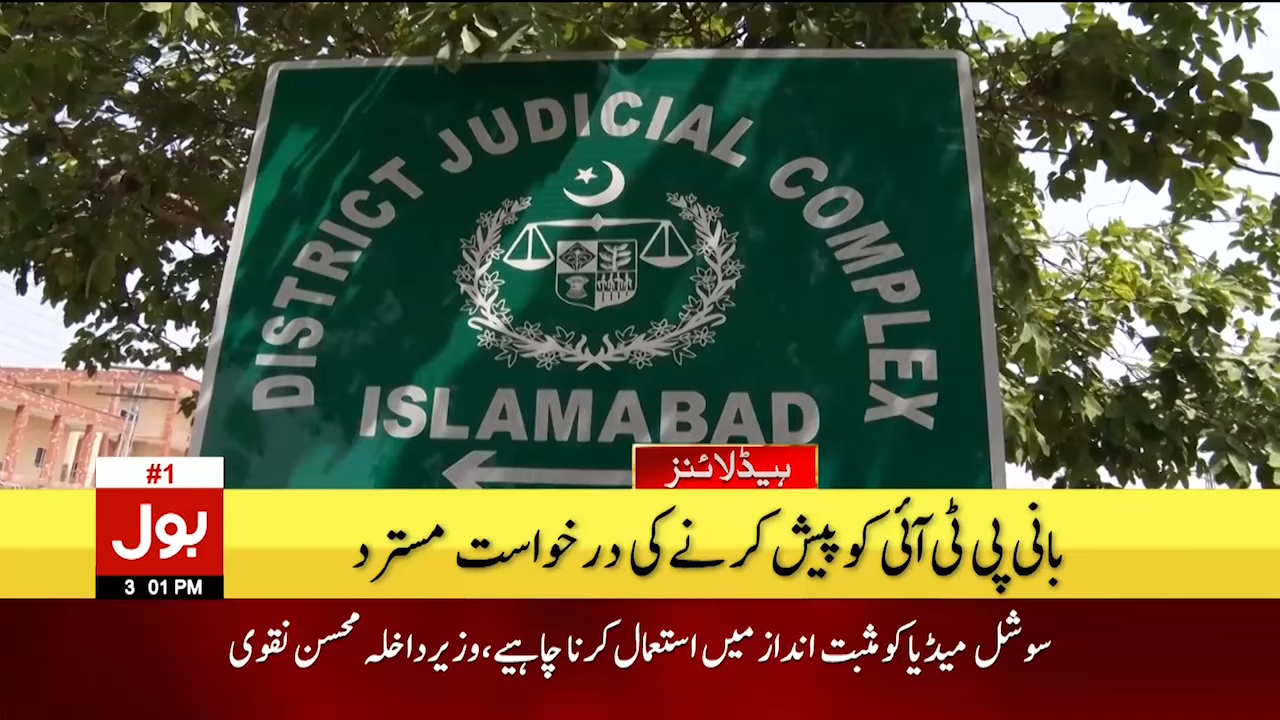 DISTRICT JUDICIAL COMPLEX
ISLAMABAD
ہیڈلائنز
#1
بول
3 01 PM
بانی پی ٹی آئی کو پیش کرنے کی درخواست مسترد
سوشل میڈیا کو مثبت انداز میں استعمال کرنا چاہیے، وزیر داخلہ محسن نقوی